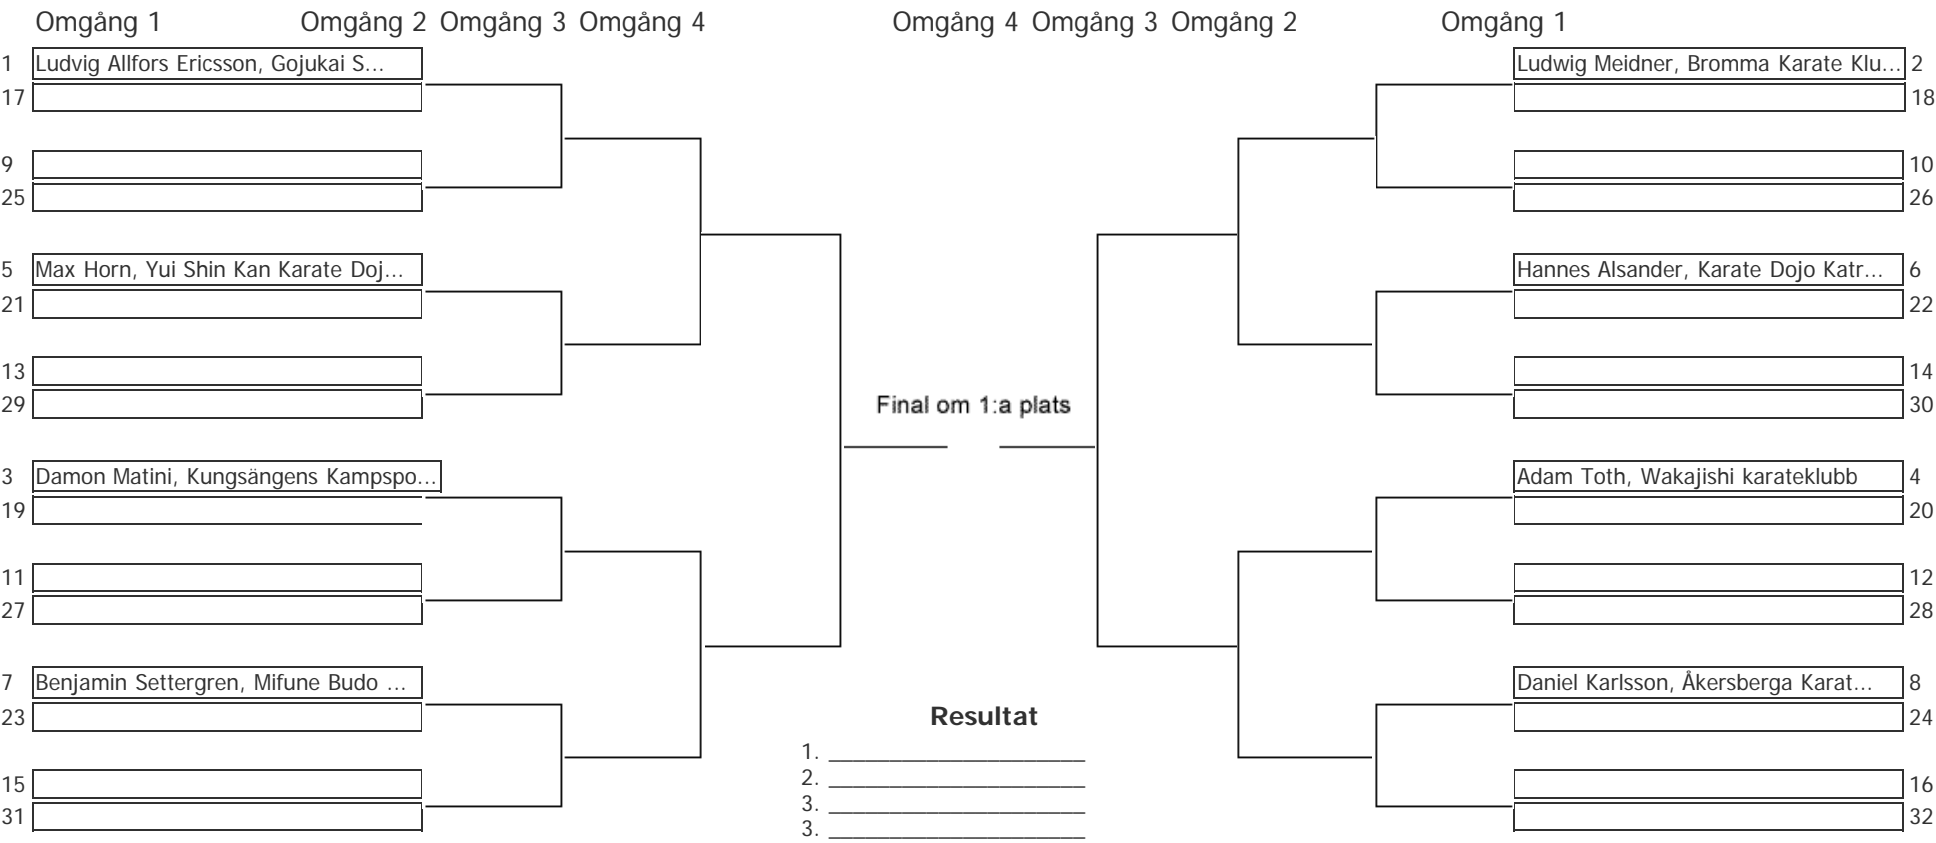 Omgång 1 Omgång 2 Omgång 3 Omgång 4 Omgång 4 Omgång 3 Omgång 2 Omgång 1
1 Ludvig Allfors Ericsson, Gojukai S... Ludwig Meidner, Bromma Karate Klu... 2
17 18
9 10
25 26
5 Max Horn, Yui Shin Kan Karate Doj... Hannes Alsander, Karate Dojo Katr... 6
21 22
13 14
29 30
Final om 1:a plats
3 Damon Matini, Kungsängens Kampspo... Adam Toth, Wakajishi karateklubb 4
19 20
11 12
27 28
7 Benjamin Settergren, Mifune Budo ... Daniel Karlsson, Åkersberga Karat... 8
23 24
Resultat
1. _____________________
2. _____________________
15 16
3. _____________________
31 32
3. _____________________